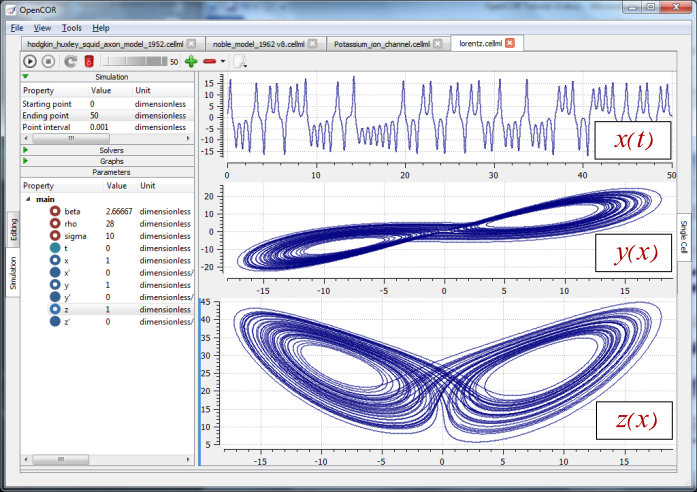 OpenCOR
File View Tools Help
hodgkin_huxley_squid_axon_model_1952.cellml noble_model_1962 v8.cellml Potassium_ion_channel.cellml lorentz.cellml
50
Simulation
Property Value Unit
Starting point 0 dimensionless
Ending point 50 dimensionless
Point interval 0.001 dimensionless
Solvers
Graphs
Parameters
Property Value Unit
main
beta 2.66667 dimensionless
rho 28 dimensionless
sigma 10 dimensionless
t 0 dimensionless
x 1 dimensionless
x' 0 dimensionless/
y 1 dimensionless
y' 0 dimensionless/
z 1 dimensionless
z' 0 dimensionless/
Editing
Simulation
Single Cell
15
10
5
0
-5
-10
-15
x(t)
0 10 20 30 40 50
20
10
0
-10
-20
y(x)
-15 -10 -5 0 5 10 15
45
40
35
30
25
20
15
10
5
z(x)
-15 -10 -5 0 5 10 15